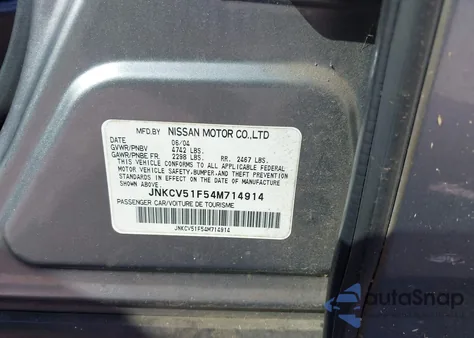 MFD.BY NISSAN MOTOR CO.,LTD
DATE 06/04
GVWR/PNBV 4742 LBS.
GAWR/PNBE FR. 2298 LBS. RR. 2467 LBS.
THIS VEHICLE CONFORMS TO ALL APPLICABLE FEDERAL
MOTOR VEHICLE SAFETY, BUMPER, AND THEFT PREVENTION
STANDARDS IN EFFECT ON THE DATE OF MANUFACTURE
SHOWN ABOVE.
JNKCV51F54M714914
PASSENGER CAR/VOITURE DE TOURISME
JNKCV51F54M714914
autoSnap